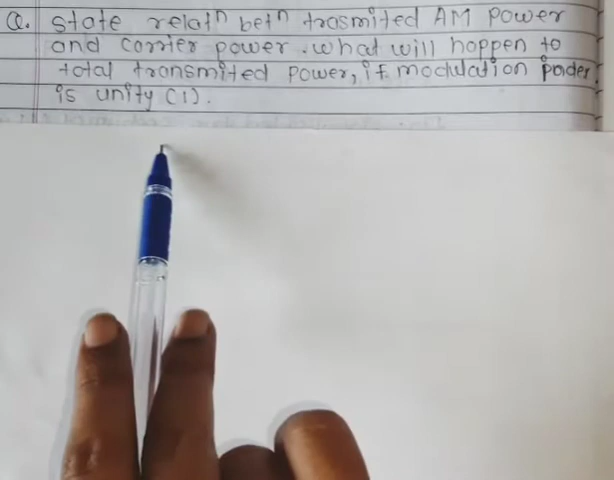 Q. state relatⁿ betⁿ trasmited AM power
and carrier power. what will happen to
total transmited power, if modulation index
is unity (1).